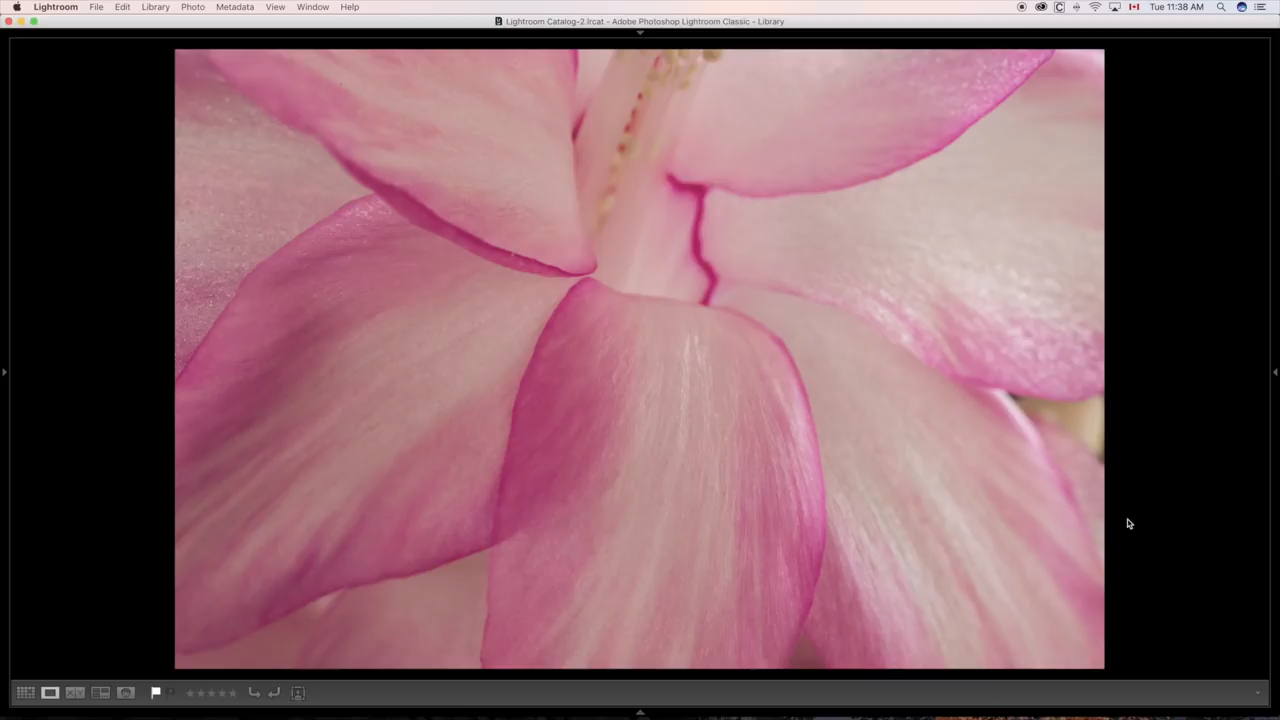 Lightroom File Edit Library Photo Metadata View Window Help Tue 11:38 AM
Lightroom Catalog-2.lrcat - Adobe Photoshop Lightroom Classic - Library
XY